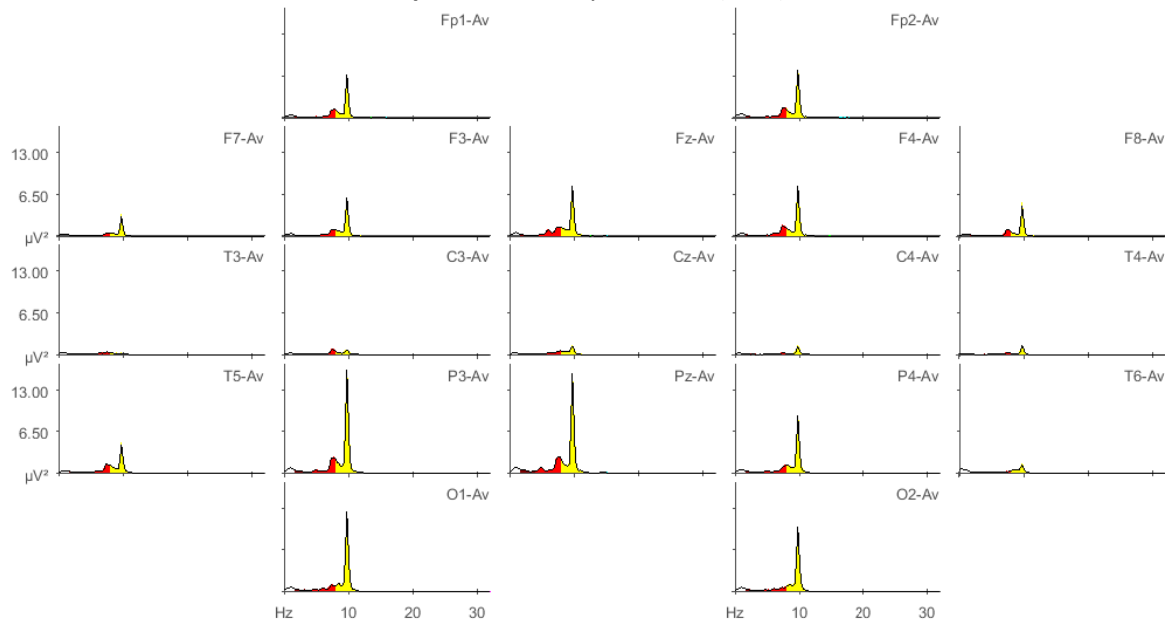 Fp1-Av Fp2-Av
F7-Av F3-Av Fz-Av F4-Av F8-Av
13.00
6.50
µV²
T3-Av C3-Av Cz-Av C4-Av T4-Av
13.00
6.50
µV²
T5-Av P3-Av Pz-Av P4-Av T6-Av
13.00
6.50
µV²
O1-Av O2-Av
Hz 10 20 30 Hz 10 20 30